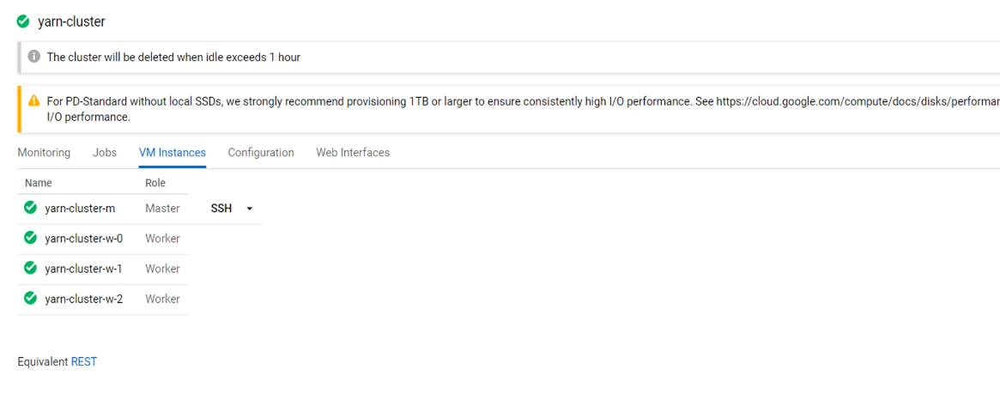 yarn-cluster
The cluster will be deleted when idle exceeds 1 hour
For PD-Standard without local SSDs, we strongly recommend provisioning 1TB or larger to ensure consistently high I/O performance. See https://cloud.google.com/compute/docs/disks/performan
I/O performance.
Monitoring Jobs VM Instances Configuration Web Interfaces
Name Role
yarn-cluster-m Master SSH
yarn-cluster-w-0 Worker
yarn-cluster-w-1 Worker
yarn-cluster-w-2 Worker
Equivalent REST